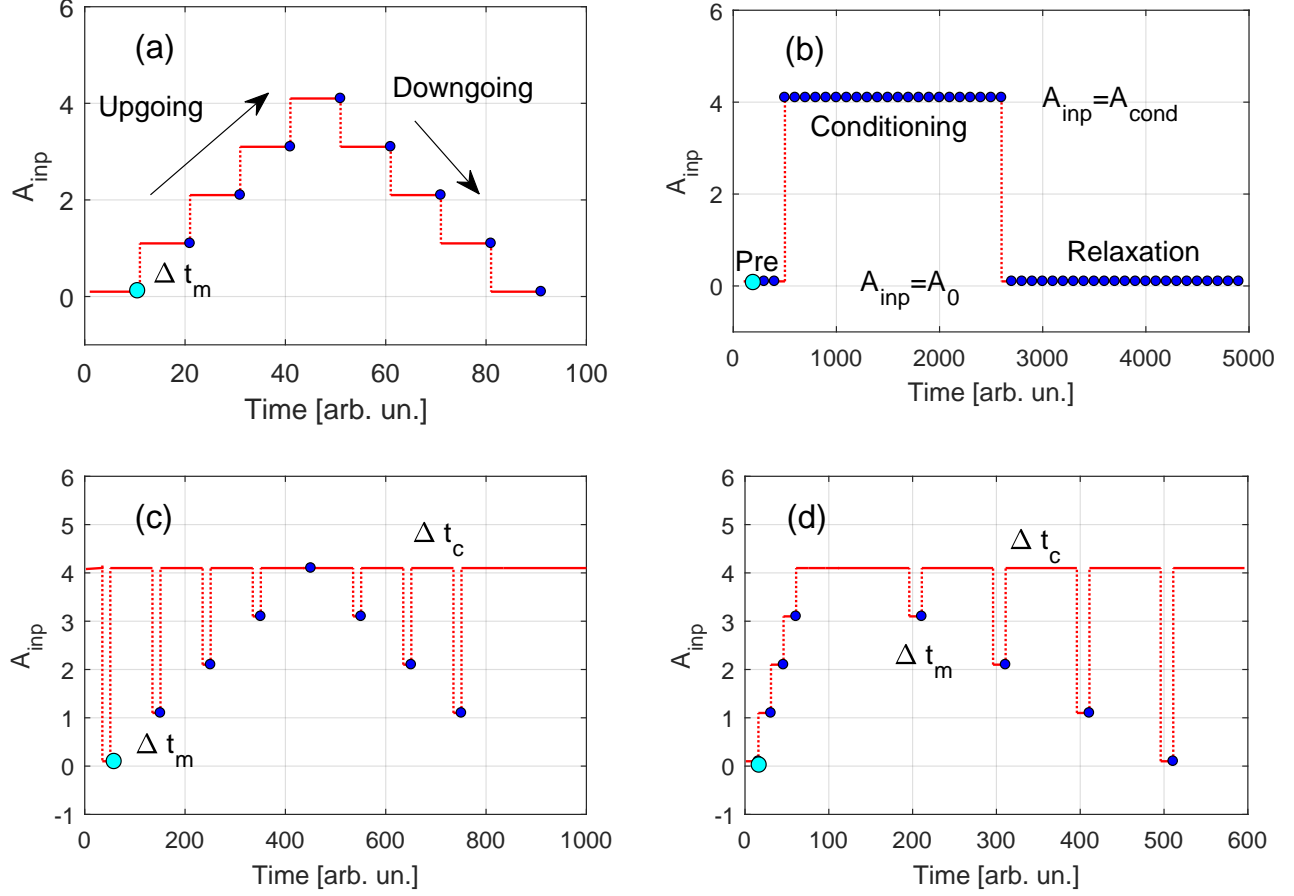 (a)
Upgoing
Downgoing
Δ t_m
A_inp
6
4
2
0
0 20 40 60 80 100
Time [arb. un.]
(b)
A_inp=A_cond
Conditioning
Pre
Relaxation
A_inp=A_0
A_inp
6
4
2
0
0 1000 2000 3000 4000 5000
Time [arb. un.]
(c)
Δ t_c
Δ t_m
A_inp
6
5
4
3
2
1
0
-1
0 200 400 600 800 1000
Time [arb. un.]
(d)
Δ t_c
Δ t_m
A_inp
6
5
4
3
2
1
0
-1
0 100 200 300 400 500 600
Time [arb. un.]